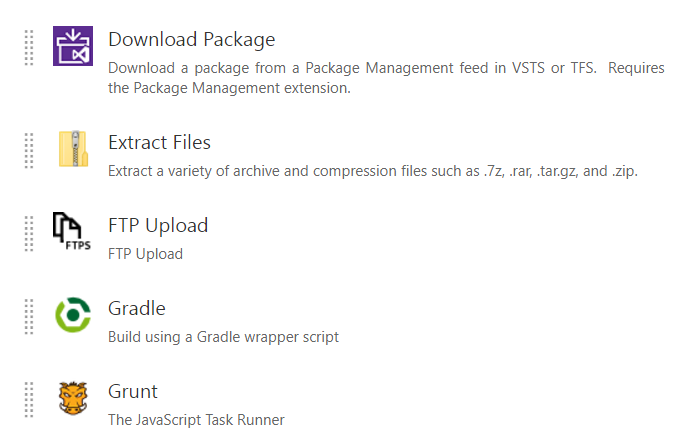 Download Package
Download a package from a Package Management feed in VSTS or TFS.  Requires
the Package Management extension.
Extract Files
Extract a variety of archive and compression files such as .7z, .rar, .tar.gz, and .zip.
FTP Upload
FTPS
FTP Upload
Gradle
Build using a Gradle wrapper script
Grunt
The JavaScript Task Runner